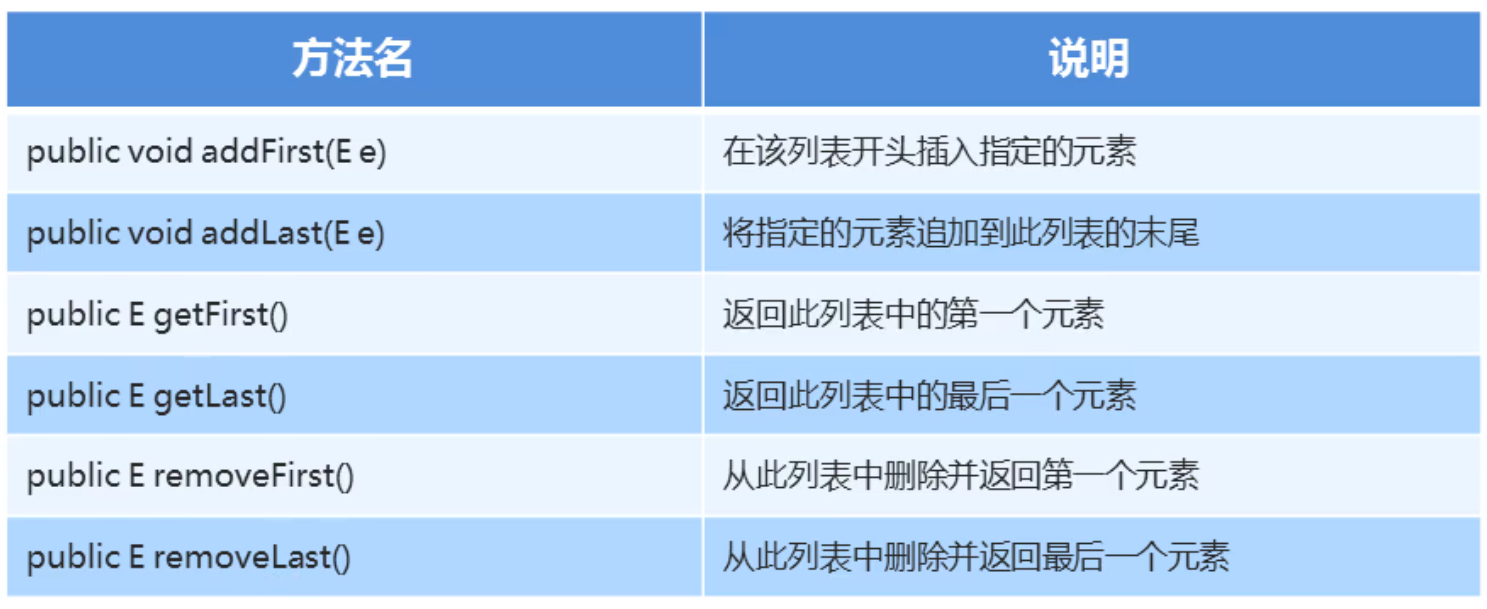 方法名 说明
public void addFirst(E e) 在该列表开头插入指定的元素
public void addLast(E e) 将指定的元素追加到此列表的末尾
public E getFirst() 返回此列表中的第一个元素
public E getLast() 返回此列表中的最后一个元素
public E removeFirst() 从此列表中删除并返回第一个元素
public E removeLast() 从此列表中删除并返回最后一个元素